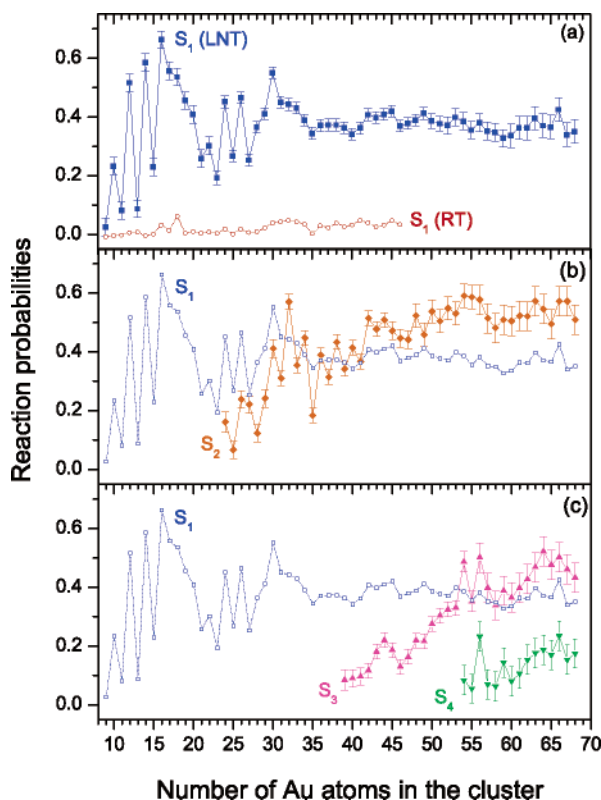 (a)
S1 (LNT)
0.6
0.4
0.2
0.0
S1 (RT)
(b)
S1
0.6
0.4
0.2
0.0
S2
(c)
S1
0.6
0.4
0.2
0.0
S3
S4
Reaction probabilities
10 15 20 25 30 35 40 45 50 55 60 65 70
Number of Au atoms in the cluster